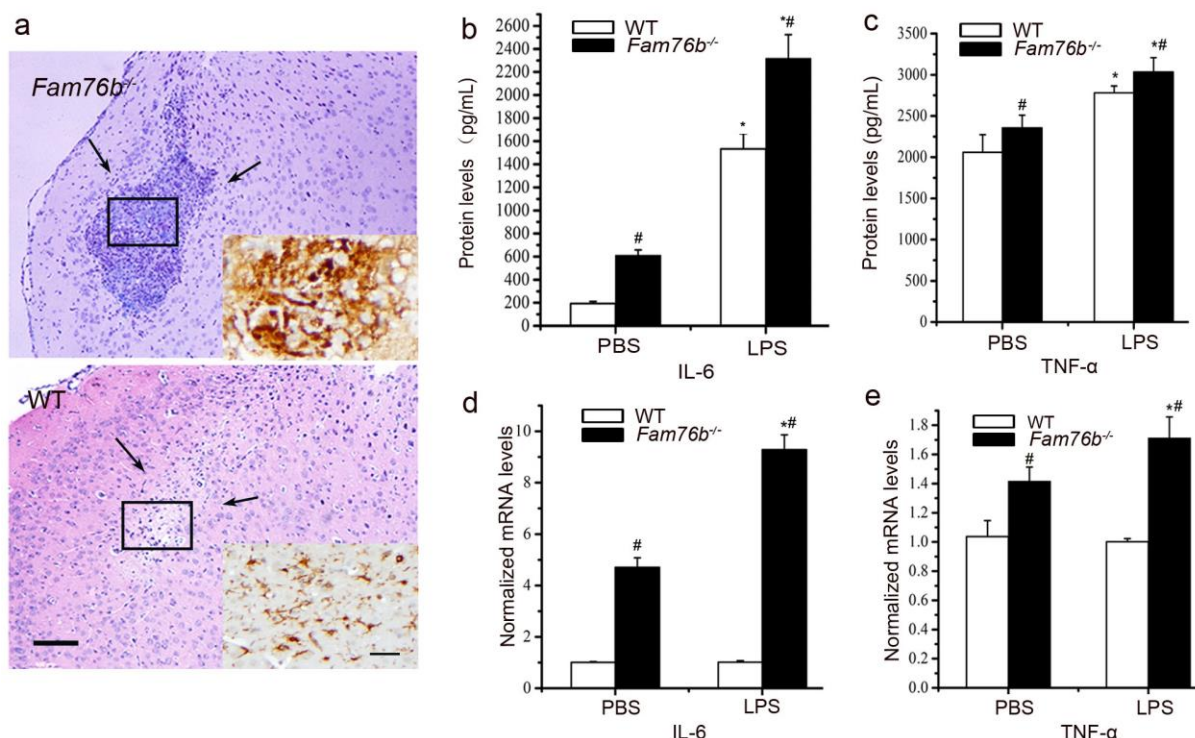 a
Fam76b-/-
WT
b
WT
Fam76b-/-
Protein levels (pg/mL)
2600
2400
2200
2000
1800
1600
1400
1200
1000
800
600
400
200
0
#
*
*#
PBS
LPS
IL-6
c
WT
Fam76b-/-
Protein levels (pg/mL)
3500
3000
2500
2000
1500
1000
500
0
#
*
*#
PBS
LPS
TNF-α
d
WT
Fam76b-/-
Normalized mRNA levels
10
8
6
4
2
0
#
*#
PBS
LPS
IL-6
e
WT
Fam76b-/-
Normalized mRNA levels
1.8
1.6
1.4
1.2
1.0
0.8
0.6
0.4
0.2
0.0
#
*#
PBS
LPS
TNF-α